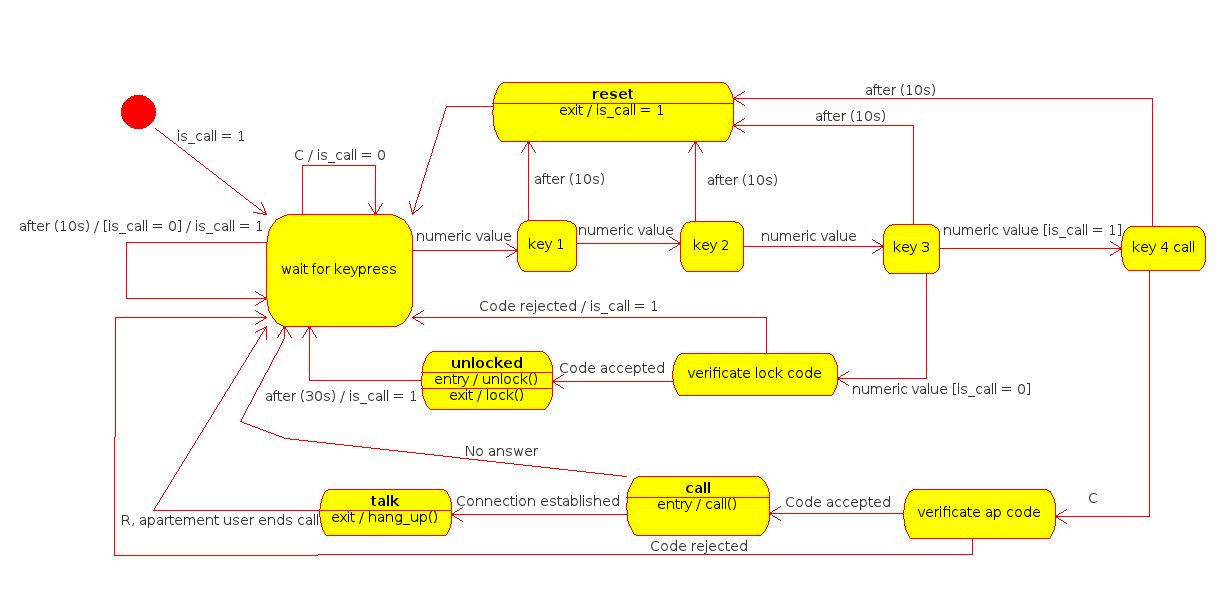 after (10s)
reset
exit / is_call = 1
after (10s)
is_call = 1
C / is_call = 0
after (10s)
after (10s)
after (10s) / [is_call = 0] / is_call = 1
numeric value
key 1
numeric value
key 2
numeric value
key 3
numeric value [is_call = 1]
key 4 call
wait for keypress
Code rejected / is_call = 1
unlocked
entry / unlock()
exit / lock()
Code accepted
verificate lock code
numeric value [is_call = 0]
after (30s) / is_call = 1
No answer
call
entry / call()
talk
exit / hang_up()
Connection established
Code accepted
verificate ap code
C
R, apartement user ends call
Code rejected